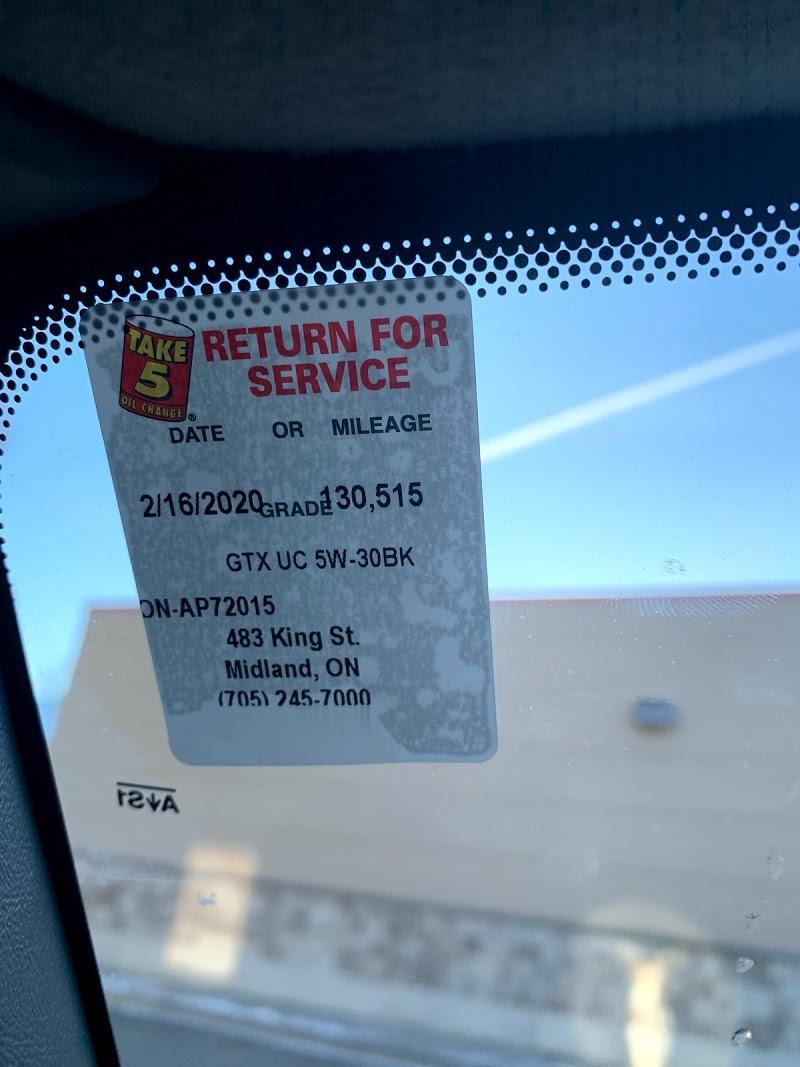 TAKE
5
OIL CHANGE
®
RETURN FOR
SERVICE
DATE OR MILEAGE
2/16/2020 GRADE 130,515
GTX UC 5W-30BK
ON-AP72015
483 King St.
Midland, ON
(705) 245-7000
AS1